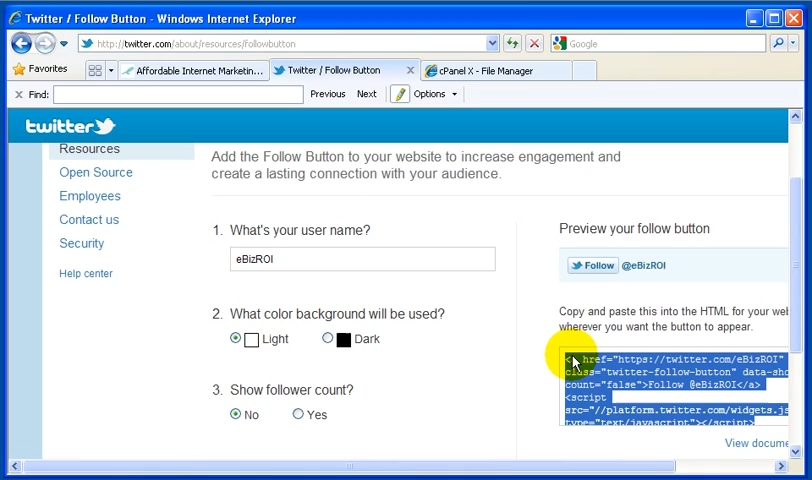 Twitter / Follow Button - Windows Internet Explorer
http://twitter.com/about/resources/followbutton
Google
Favorites
Affordable Internet Marketin...
Twitter / Follow Button
cPanel X - File Manager
Find:
Previous
Next
Options
twitter
Resources
Open Source
Employees
Contact us
Security
Help center
Add the Follow Button to your website to increase engagement and
create a lasting connection with your audience.
1. What's your user name?
eBizROI
2. What color background will be used?
Light
Dark
3. Show follower count?
No
Yes
Preview your follow button
Follow @eBizROI
Copy and paste this into the HTML for your
wherever you want the button to appear.
href="https://twitter.com/eBizROI"
class="twitter-follow-button"
count="false">Follow @eBizROI</a>
<script
src="//platform.twitter.com/widgets.js
type="text/javascript"></script>
View